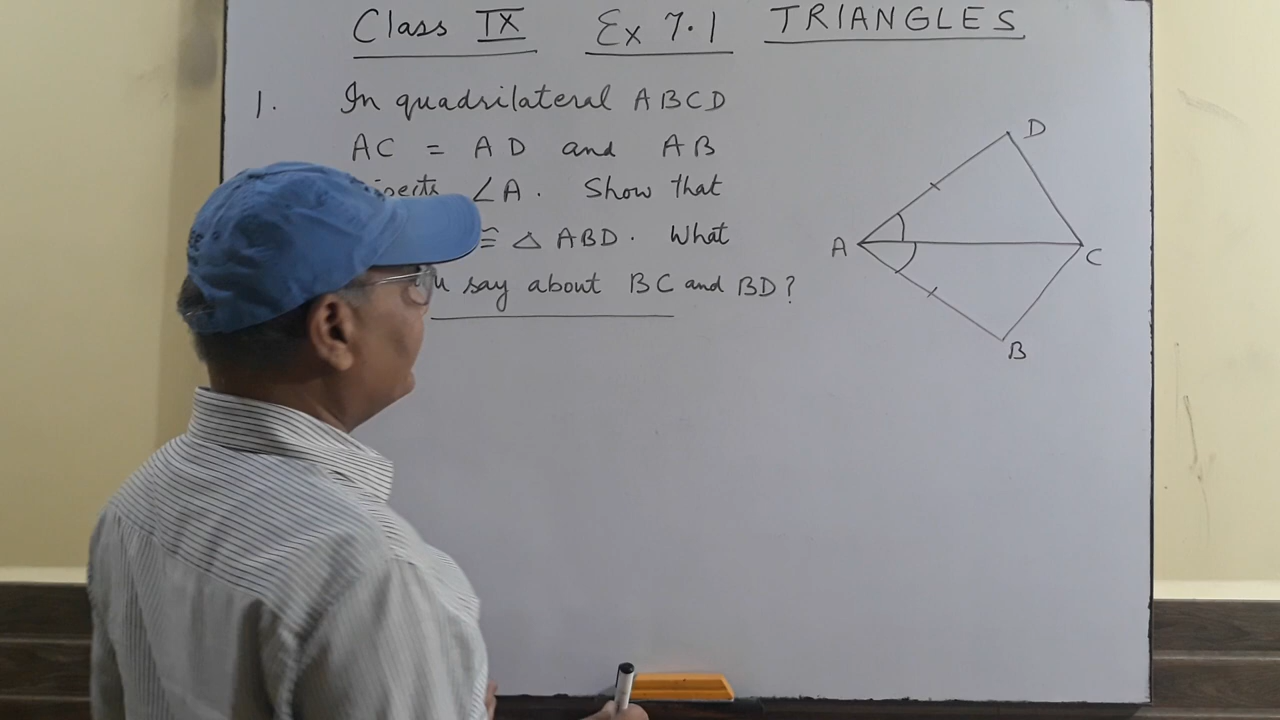 Class IX Ex 7.1 TRIANGLES
1. In quadrilateral ABCD
AC = AD and AB
∠A. Show that
≅ △ ABD. What
say about BC and BD?
D
A
C
B